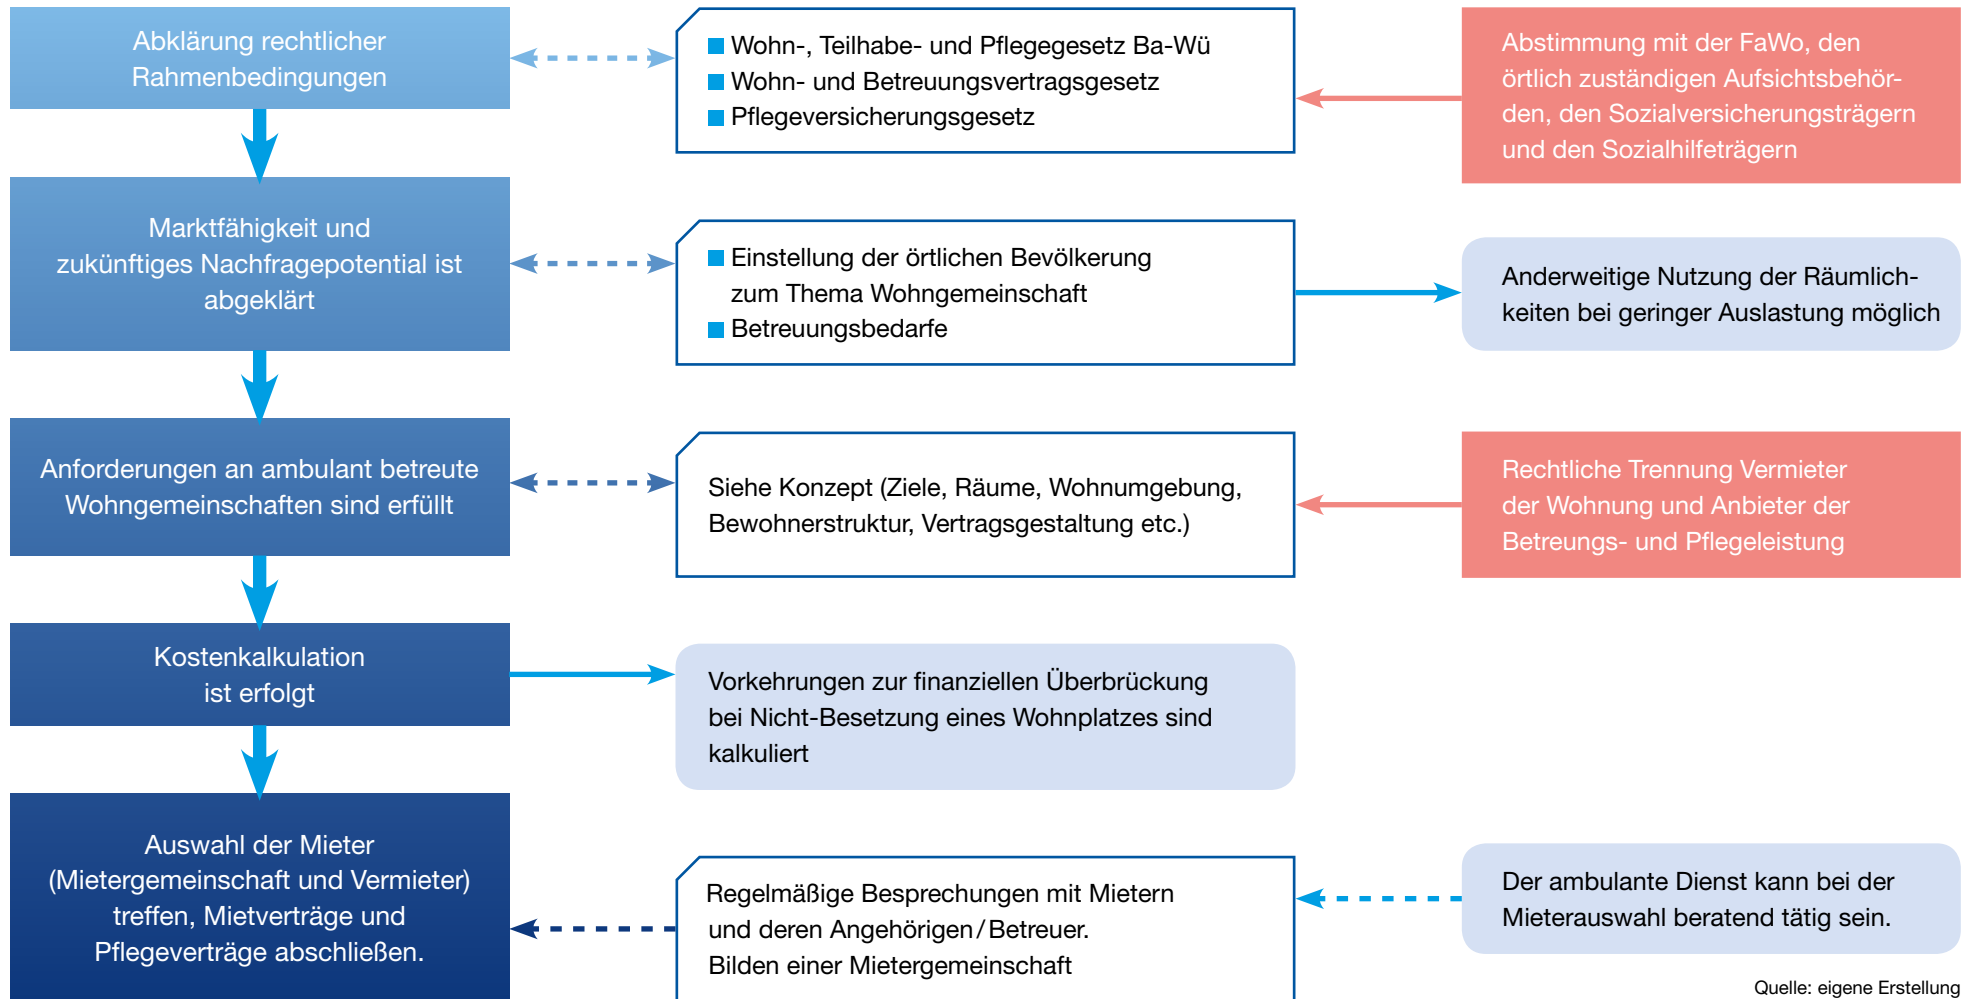 Abklärung rechtlicher
Rahmenbedingungen
Wohn-, Teilhabe- und Pflegegesetz Ba-Wü
Wohn- und Betreuungsvertragsgesetz
Pflegeversicherungsgesetz
Abstimmung mit der FaWo, den
örtlich zuständigen Aufsichtsbehör-
den, den Sozialversicherungsträgern
und den Sozialhilfeträgern
Marktfähigkeit und
zukünftiges Nachfragepotential ist
abgeklärt
Einstellung der örtlichen Bevölkerung
zum Thema Wohngemeinschaft
Betreuungsbedarfe
Anderweitige Nutzung der Räumlich-
keiten bei geringer Auslastung möglich
Anforderungen an ambulant betreute
Wohngemeinschaften sind erfüllt
Siehe Konzept (Ziele, Räume, Wohnumgebung,
Bewohnerstruktur, Vertragsgestaltung etc.)
Rechtliche Trennung Vermieter
der Wohnung und Anbieter der
Betreungs- und Pflegeleistung
Kostenkalkulation
ist erfolgt
Vorkehrungen zur finanziellen Überbrückung
bei Nicht-Besetzung eines Wohnplatzes sind
kalkuliert
Auswahl der Mieter
(Mietergemeinschaft und Vermieter)
treffen, Mietverträge und
Pflegeverträge abschließen.
Regelmäßige Besprechungen mit Mietern
und deren Angehörigen/Betreuer.
Bilden einer Mietergemeinschaft
Der ambulante Dienst kann bei der
Mieterauswahl beratend tätig sein.
Quelle: eigene Erstellung